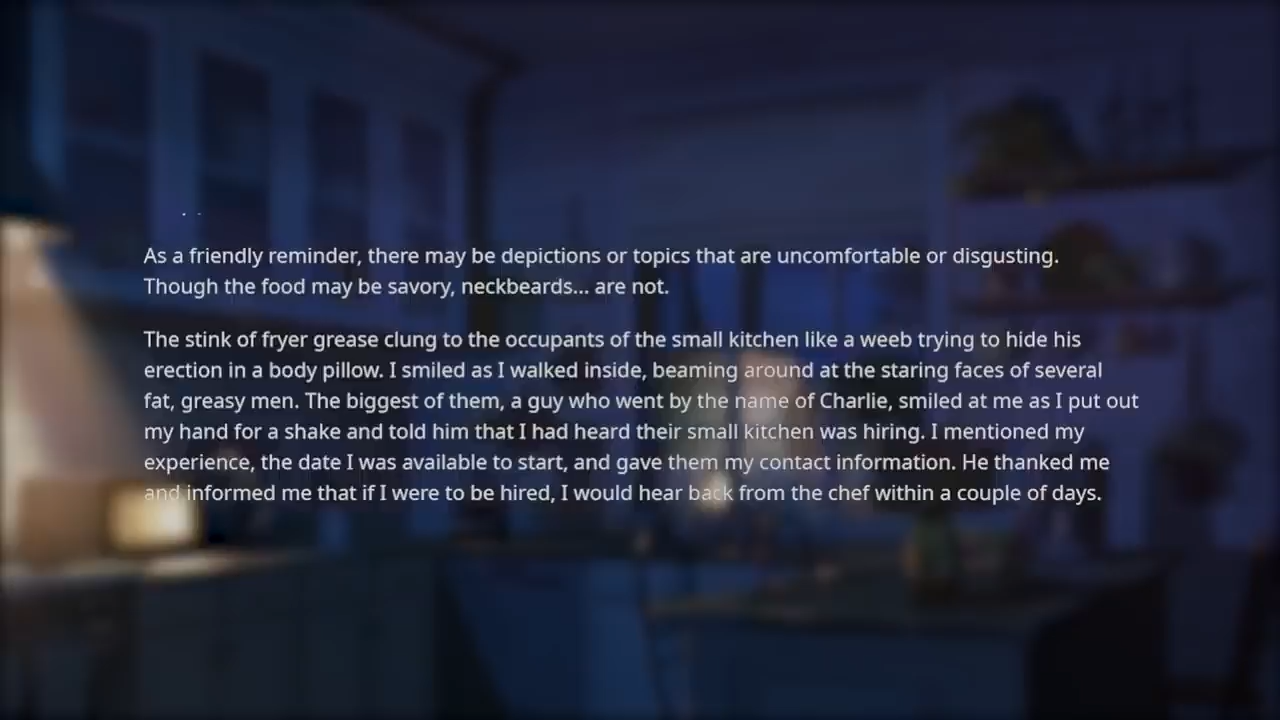 As a friendly reminder, there may be depictions or topics that are uncomfortable or disgusting.
Though the food may be savory, neckbeards... are not.
The stink of fryer grease clung to the occupants of the small kitchen like a weeb trying to hide his
erection in a body pillow. I smiled as I walked inside, beaming around at the staring faces of several
fat, greasy men. The biggest of them, a guy who went by the name of Charlie, smiled at me as I put out
my hand for a shake and told him that I had heard their small kitchen was hiring. I mentioned my
experience, the date I was available to start, and gave them my contact information. He thanked me
and informed me that if I were to be hired, I would hear back from the chef within a couple of days.